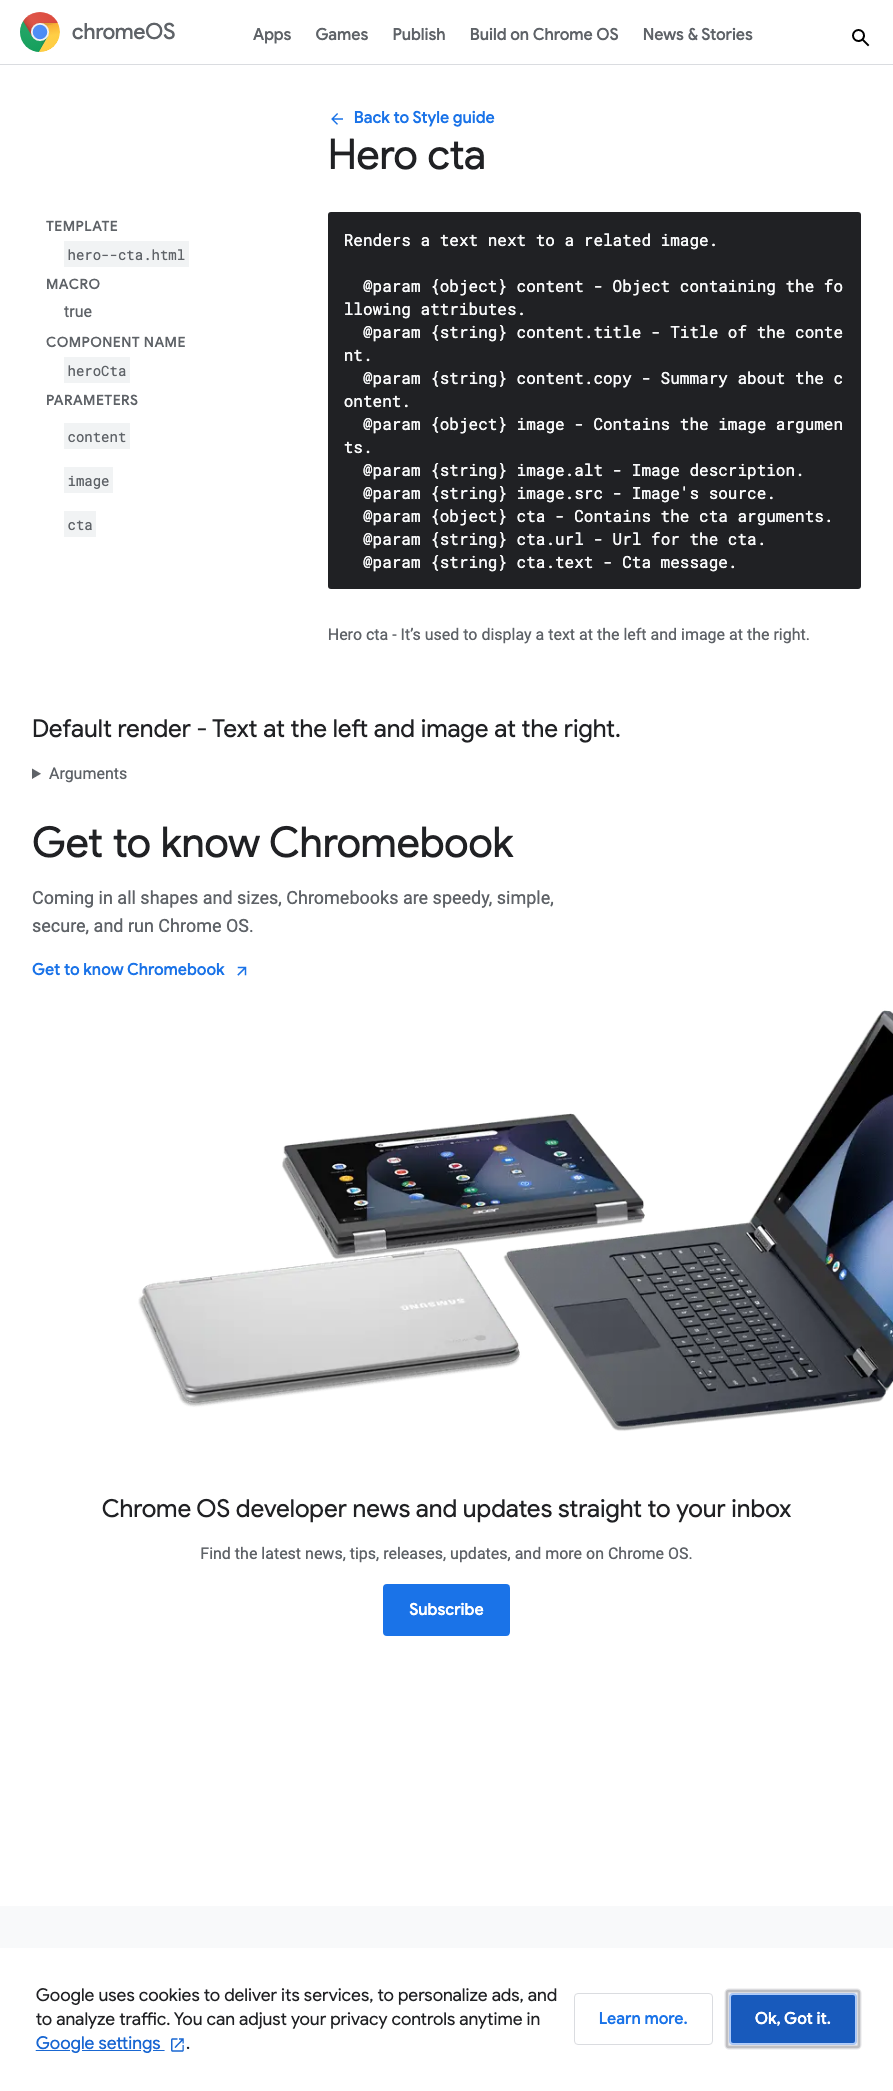 chromeOS
Apps Games Publish Build on Chrome OS News & Stories
Back to Style guide
Hero cta
TEMPLATE
hero--cta.html
MACRO
true
COMPONENT NAME
heroCta
PARAMETERS
content
image
cta
Renders a text next to a related image.
@param {object} content - Object containing the fo
llowing attributes.
@param {string} content.title - Title of the conte
nt.
@param {string} content.copy - Summary about the c
ontent.
@param {object} image - Contains the image argumen
ts.
@param {string} image.alt - Image description.
@param {string} image.src - Image's source.
@param {object} cta - Contains the cta arguments.
@param {string} cta.url - Url for the cta.
@param {string} cta.text - Cta message.
Hero cta - It’s used to display a text at the left and image at the right.
Default render - Text at the left and image at the right.
Arguments
Get to know Chromebook
Coming in all shapes and sizes, Chromebooks are speedy, simple,
secure, and run Chrome OS.
Get to know Chromebook
acer
SAMSUNG
Chrome OS developer news and updates straight to your inbox
Find the latest news, tips, releases, updates, and more on Chrome OS.
Subscribe
Google uses cookies to deliver its services, to personalize ads, and
to analyze traffic. You can adjust your privacy controls anytime in
Google settings .
Learn more.
Ok, Got it.